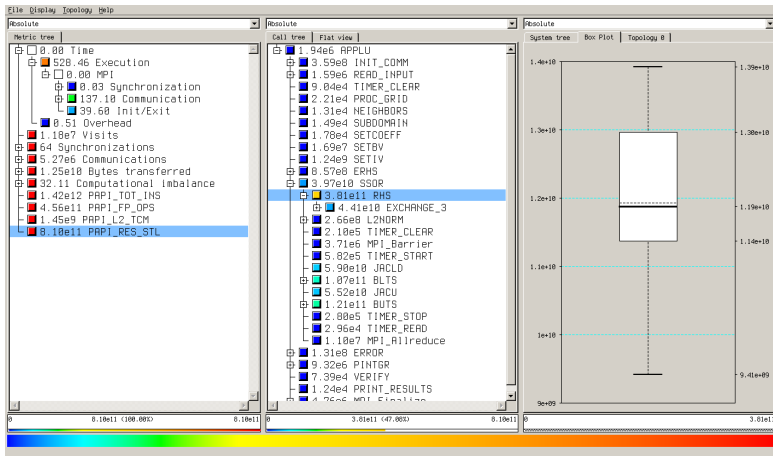 File Display Topology Help
Absolute
Metric tree
0.00 Time
528.46 Execution
0.00 MPI
0.03 Synchronization
137.10 Communication
39.60 Init/Exit
0.51 Overhead
1.18e7 Visits
64 Synchronizations
5.27e6 Communications
1.25e10 Bytes transferred
32.11 Computational imbalance
1.42e12 PAPI_TOT_INS
4.56e11 PAPI_FP_OPS
1.45e9 PAPI_L2_TCM
8.10e11 PAPI_RES_STL
0 8.10e11 (100.00%) 8.10e11
Absolute
Call tree Flat view
1.94e6 APPLU
3.59e8 INIT_COMM
1.59e6 READ_INPUT
9.04e4 TIMER_CLEAR
2.21e4 PROC_GRID
1.31e4 NEIGHBORS
1.49e4 SUBDOMAIN
1.78e4 SETCOEFF
1.69e7 SETBV
1.24e9 SETIV
8.57e8 ERHS
3.97e10 SSOR
3.81e11 RHS
4.41e10 EXCHANGE_3
2.66e8 L2NORM
2.10e5 TIMER_CLEAR
3.71e6 MPI_Barrier
5.82e5 TIMER_START
5.90e10 JACLD
1.07e11 BLTS
5.52e10 JACU
1.21e11 BUTS
2.80e5 TIMER_STOP
2.96e4 TIMER_READ
1.10e7 MPI_Allreduce
1.31e8 ERROR
9.32e6 PINTGR
7.39e4 VERIFY
1.24e4 PRINT_RESULTS
4.76e6 MPI_Finalize
0 3.81e11 (47.08%) 8.10e11
Absolute
System tree Box Plot Topology 0
1.4e+10
1.39e+10
1.3e+10
1.30e+10
1.2e+10
1.19e+10
1.14e+10
1.1e+10
1e+10
9.41e+09
9e+09
0 3.81e11